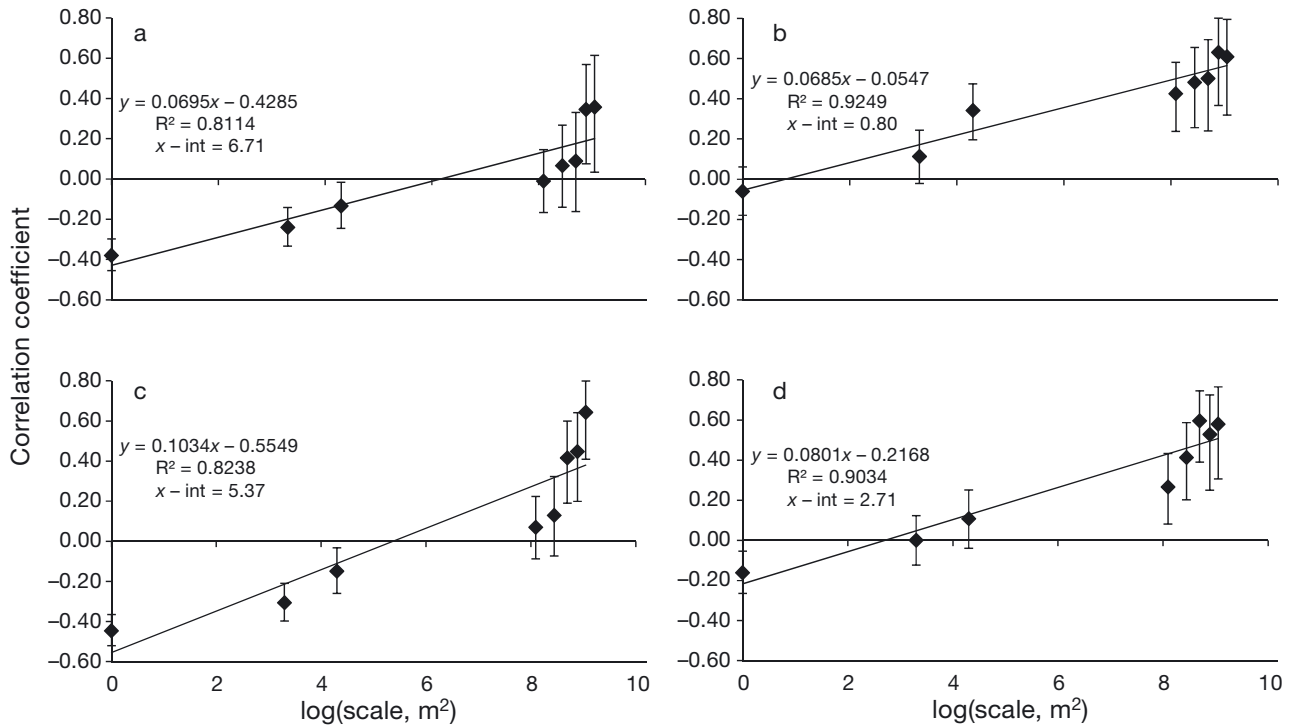 Correlation coefficient
a
0.80
0.60
0.40
0.20
0.00
−0.20
−0.40
−0.60
y = 0.0695x – 0.4285
R² = 0.8114
x – int = 6.71
b
0.80
0.60
0.40
0.20
0.00
−0.20
−0.40
−0.60
y = 0.0685x – 0.0547
R² = 0.9249
x – int = 0.80
c
0.80
0.60
0.40
0.20
0.00
−0.20
−0.40
−0.60
y = 0.1034x – 0.5549
R² = 0.8238
x – int = 5.37
0 2 4 6 8 10
log(scale, m²)
d
0.80
0.60
0.40
0.20
0.00
−0.20
−0.40
−0.60
y = 0.0801x – 0.2168
R² = 0.9034
x – int = 2.71
0 2 4 6 8 10
log(scale, m²)